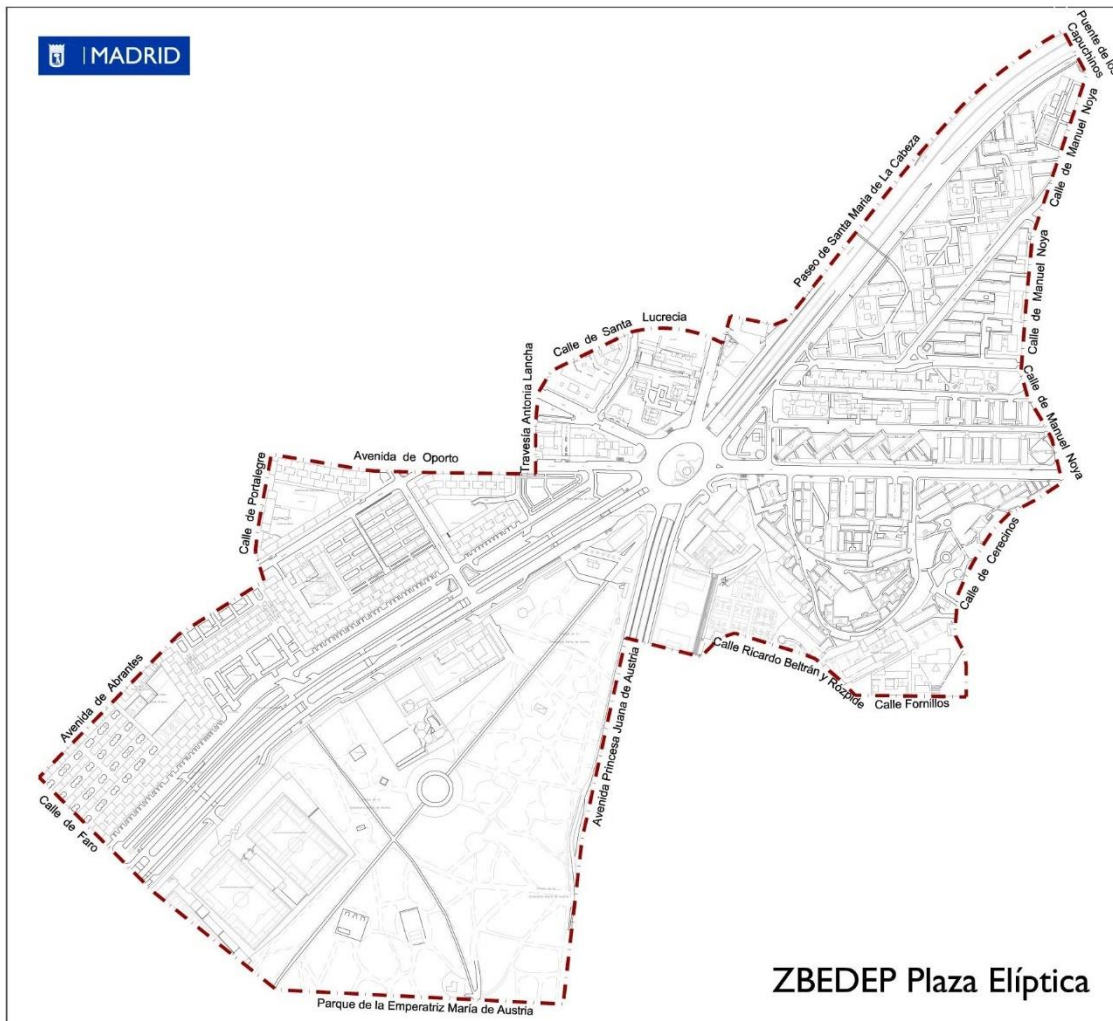 MADRID
Puente de los
Capuchinos
Calle de Manuel Noya
Paseo de Santa Maria de La Cabeza
Calle de Manuel Noya
Calle de Santa Lucrecia
Travesía Antonia Lancha
Calle de Manuel Noya
Avenida de Oporto
Calle de Portalegre
Calle de Cerecinos
Avenida de Abrantes
Calle Ricardo Beltrán y Rózpide
Calle Fornillos
Avenida Princesa Juana de Austria
Calle de Faro
Parque de la Emperatriz María de Austria
ZBEDEP Plaza Elíptica